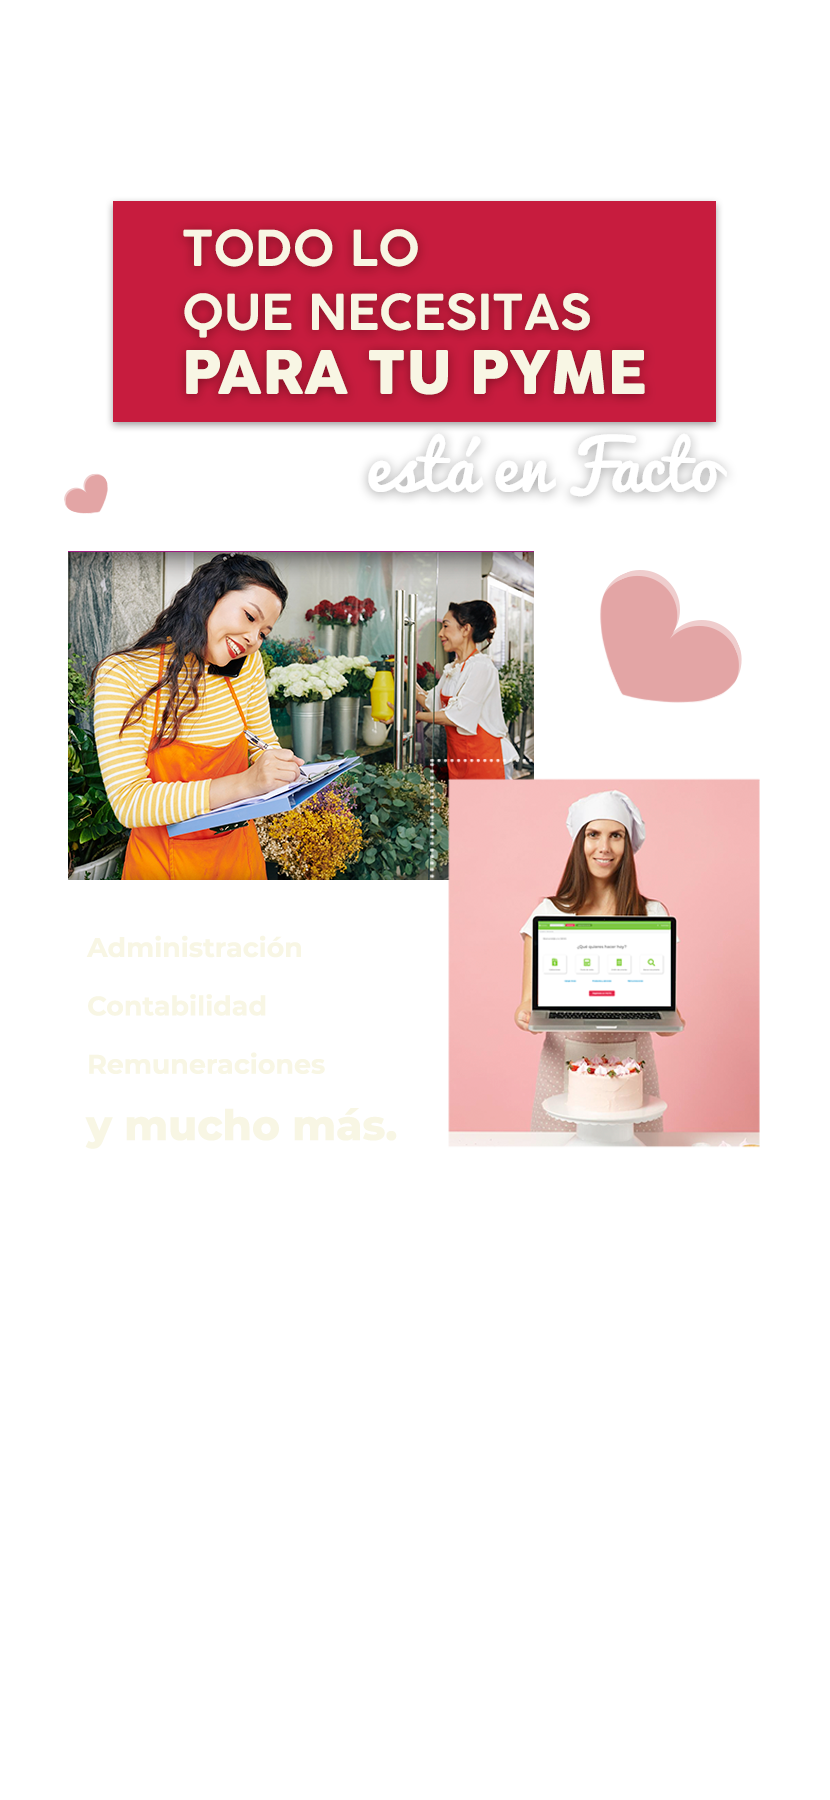 TODO LO
QUE NECESITAS
PARA TU PYME
está en Facto
¿Qué quieres hacer hoy?
Administración
Contabilidad
Remuneraciones
y mucho más.